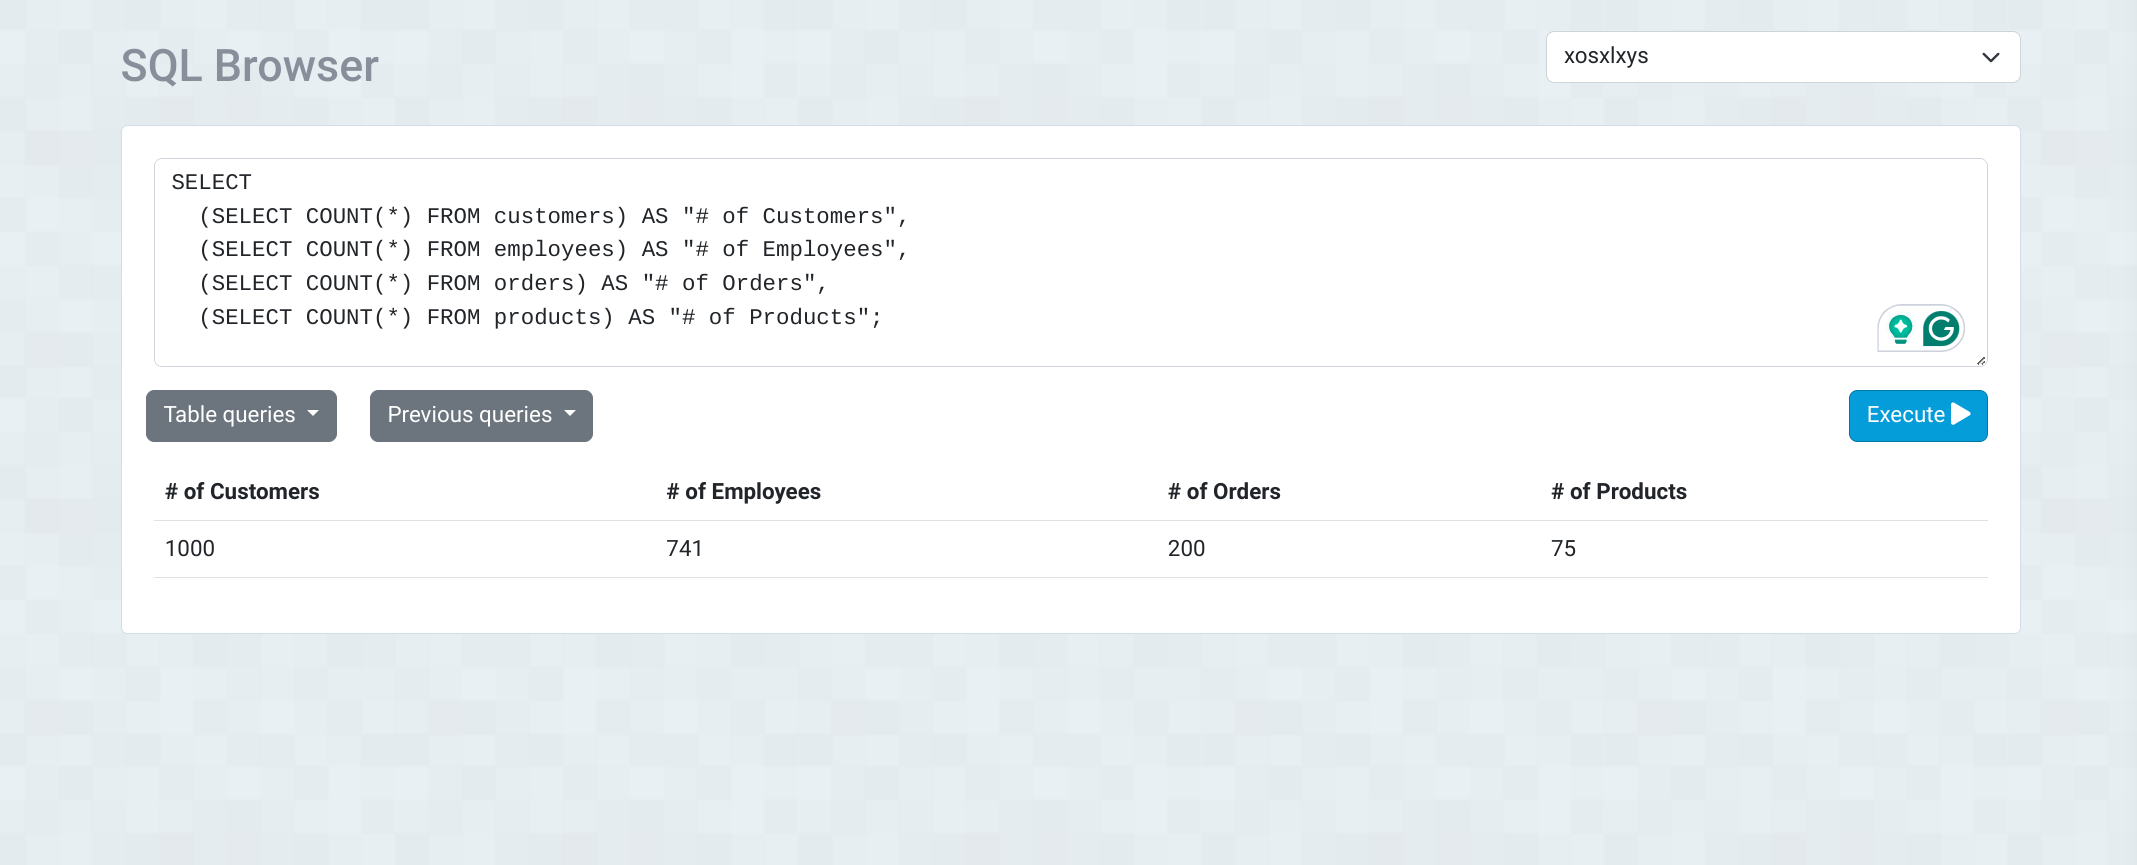 SQL Browser
xosxlxys
SELECT
  (SELECT COUNT(*) FROM customers) AS "# of Customers",
  (SELECT COUNT(*) FROM employees) AS "# of Employees",
  (SELECT COUNT(*) FROM orders) AS "# of Orders",
  (SELECT COUNT(*) FROM products) AS "# of Products";
Table queries Previous queries Execute
# of Customers # of Employees # of Orders # of Products
1000 741 200 75